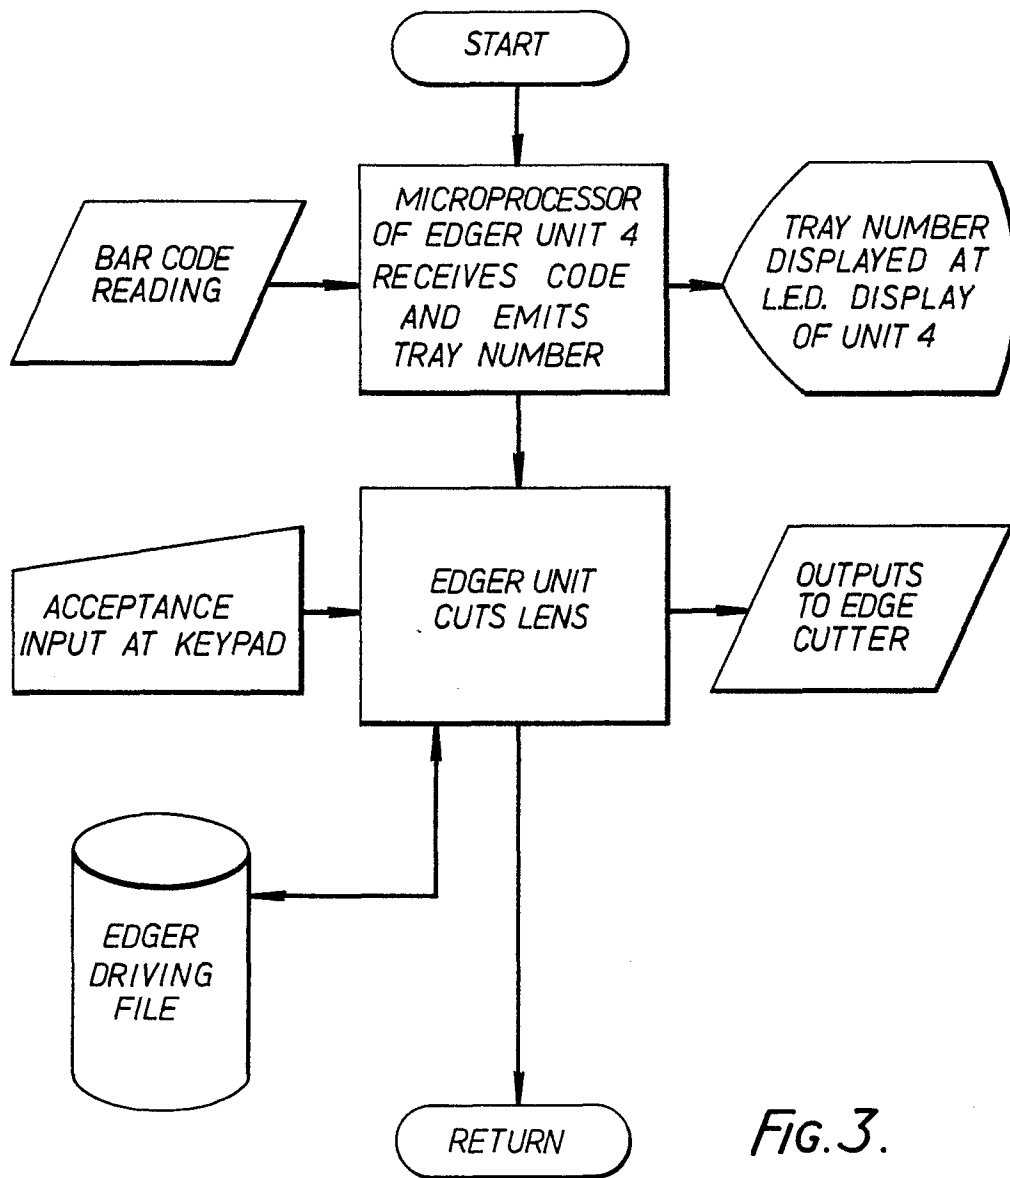 START
BAR CODE
READING
MICROPROCESSOR
OF EDGER UNIT 4
RECEIVES CODE
AND EMITS
TRAY NUMBER
TRAY NUMBER
DISPLAYED AT
L.E.D. DISPLAY
OF UNIT 4
ACCEPTANCE
INPUT AT KEYPAD
EDGER UNIT
CUTS LENS
OUTPUTS
TO EDGE
CUTTER
EDGER
DRIVING
FILE
RETURN
FIG. 3.